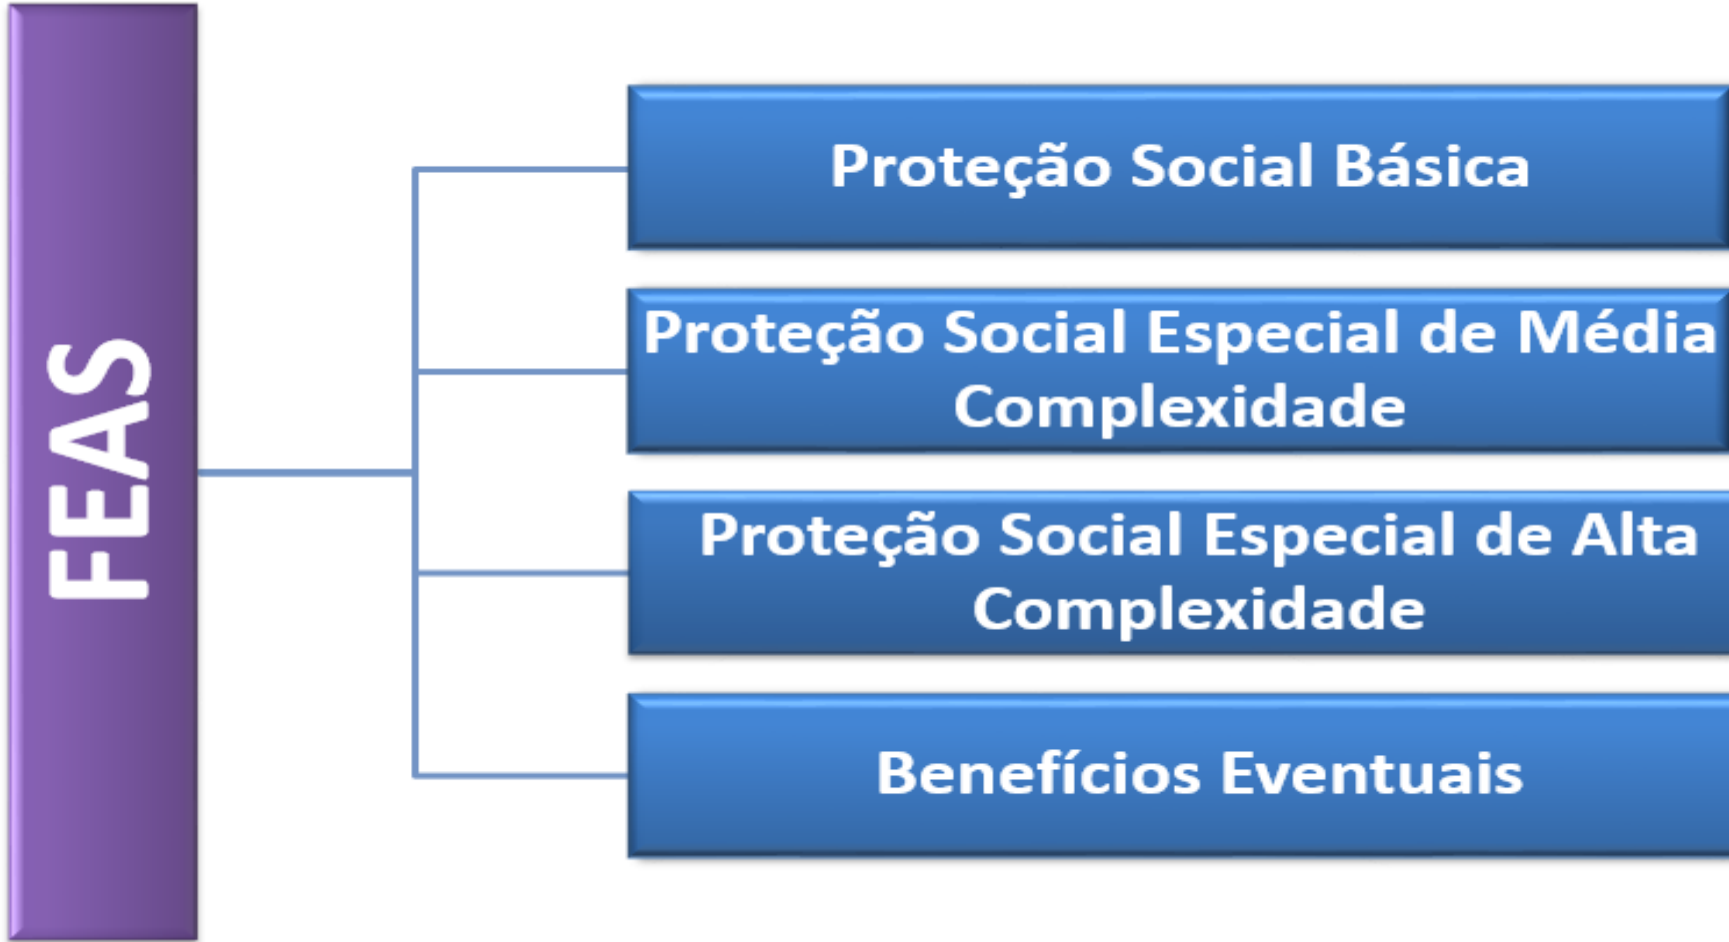 FEAS
Proteção Social Básica
Proteção Social Especial de Média
Complexidade
Proteção Social Especial de Alta
Complexidade
Benefícios Eventuais